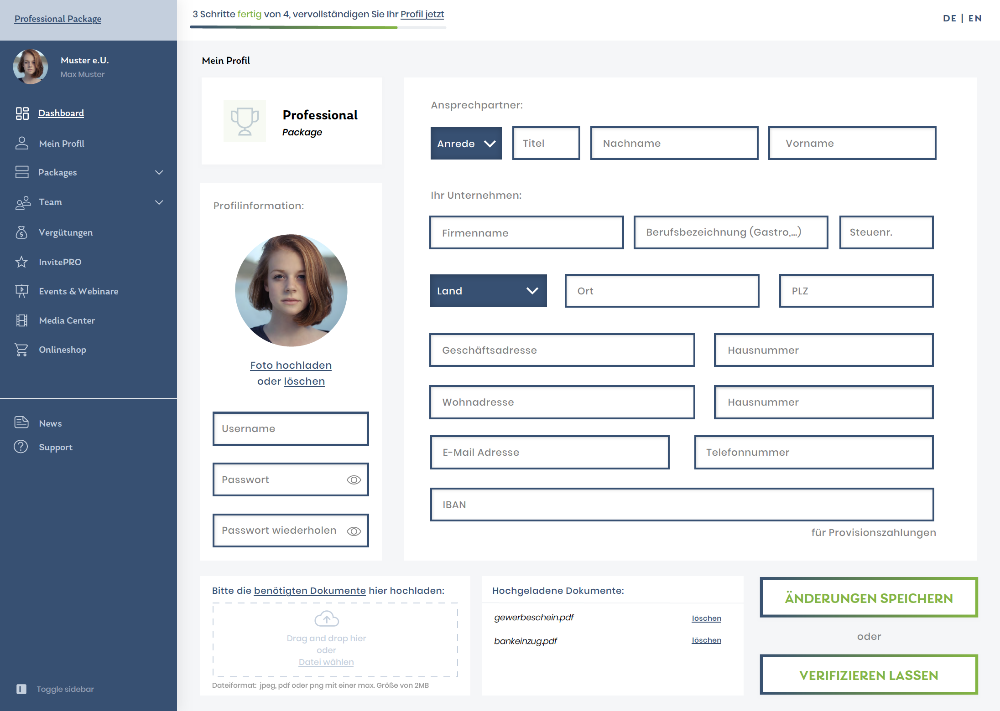 Professional Package
3 Schritte fertig von 4, vervollständigen Sie Ihr Profil jetzt
DE | EN
Muster e.U.
Max Muster
Dashboard
Mein Profil
Packages
Team
Vergütungen
InvitePRO
Events & Webinare
Media Center
Onlineshop
News
Support
Toggle sidebar
Mein Profil
Professional
Package
Profilinformation:
Foto hochladen
oder löschen
Username
Passwort
Passwort wiederholen
Ansprechpartner:
Anrede
Titel
Nachname
Vorname
Ihr Unternehmen:
Firmenname
Berufsbezeichnung (Gastro,...)
Steuenr.
Land
Ort
PLZ
Geschäftsadresse
Hausnummer
Wohnadresse
Hausnummer
E-Mail Adresse
Telefonnummer
IBAN
für Provisionszahlungen
Bitte die benötigten Dokumente hier hochladen:
Drag and drop hier
oder
Datei wählen
Dateiformat: jpeg, pdf oder png mit einer max. Größe von 2MB
Hochgeladene Dokumente:
gewerbeschein.pdf löschen
bankeinzug.pdf löschen
ÄNDERUNGEN SPEICHERN
oder
VERIFIZIEREN LASSEN